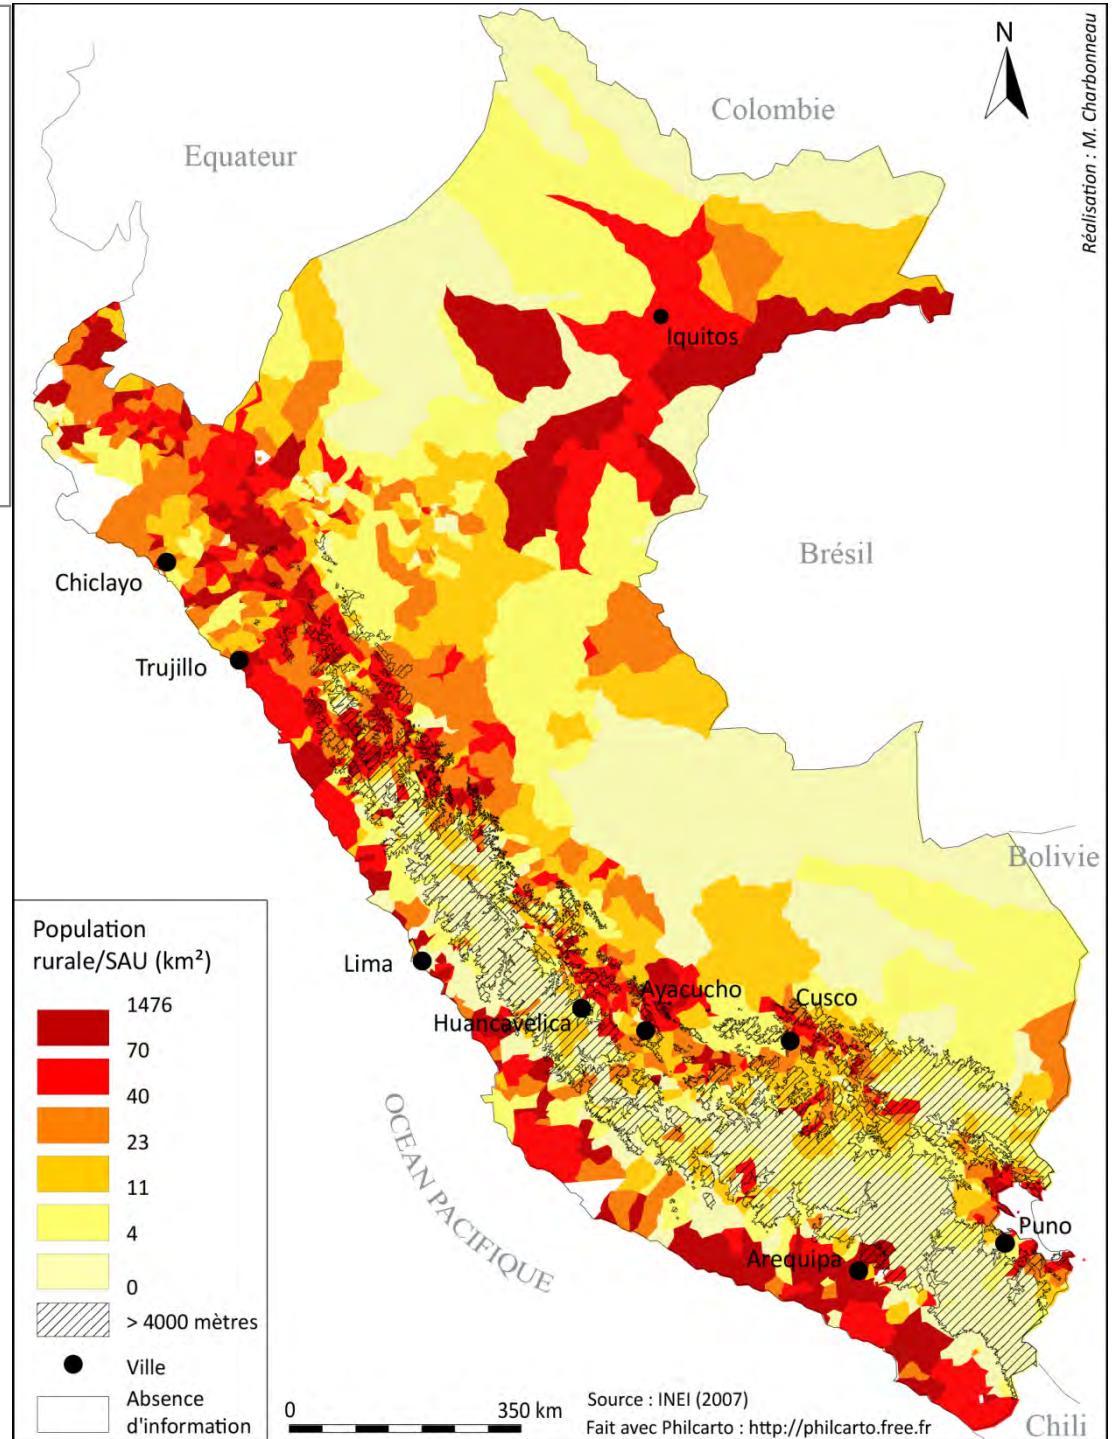 N
Réalisation : M. Charbonneau
Colombie
Equateur
Iquitos
Brésil
Chiclayo
Trujillo
Bolivie
Lima
Ayacucho
Cusco
Huancavelica
OCEAN PACIFIQUE
Puno
Arequipa
Chili
Population
rurale/SAU (km²)
1476
70
40
23
11
4
0
> 4000 mètres
Ville
Absence
d'information
0 350 km
Source : INEI (2007)
Fait avec Philcarto : http://philcarto.free.fr